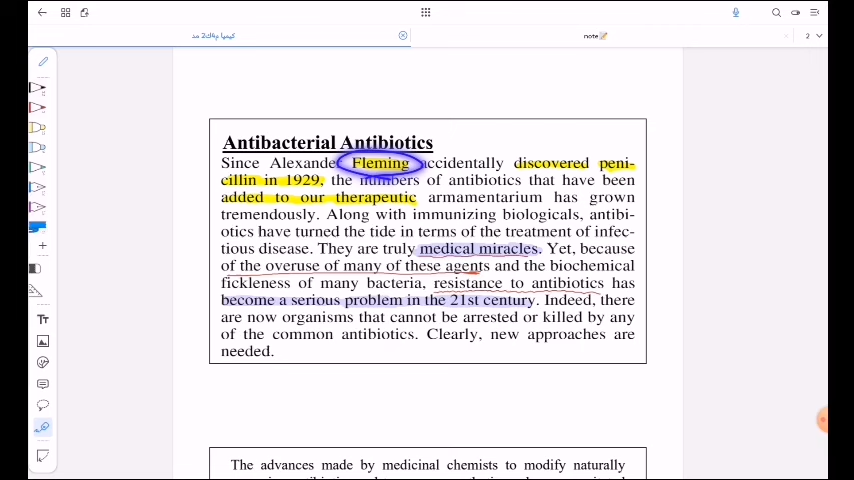 كيميا م4ك2 مد
note📝
2
Antibacterial Antibiotics
Since Alexander Fleming accidentally discovered peni-
cillin in 1929, the numbers of antibiotics that have been
added to our therapeutic armamentarium has grown
tremendously. Along with immunizing biologicals, antibi-
otics have turned the tide in terms of the treatment of infec-
tious disease. They are truly medical miracles. Yet, because
of the overuse of many of these agents and the biochemical
fickleness of many bacteria, resistance to antibiotics has
become a serious problem in the 21st century. Indeed, there
are now organisms that cannot be arrested or killed by any
of the common antibiotics. Clearly, new approaches are
needed.
The advances made by medicinal chemists to modify naturally